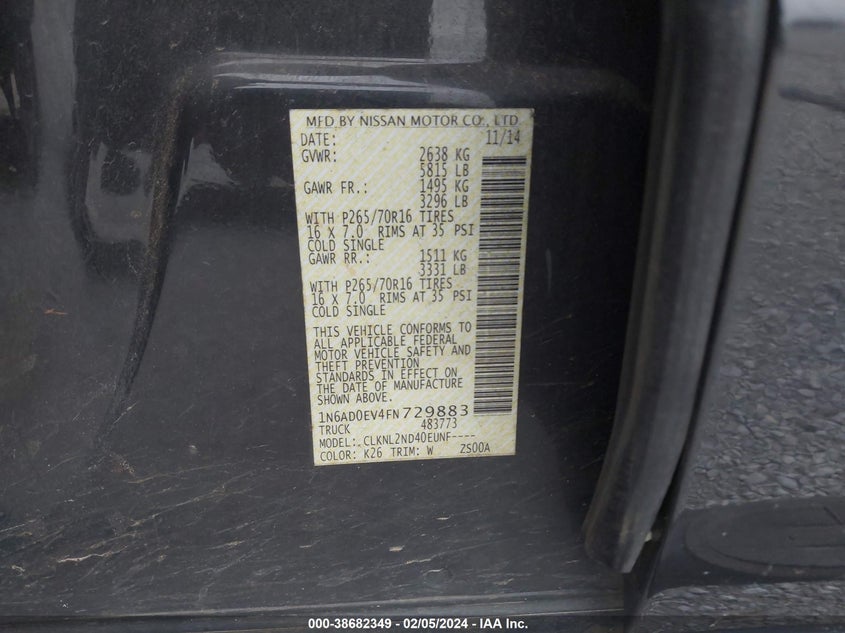 MFD BY NISSAN MOTOR CO., LTD.
DATE: 11/14
GVWR: 2638 KG
5815 LB
GAWR FR.: 1495 KG
3296 LB
WITH P265/70R16 TIRES
16 X 7.0 RIMS AT 35 PSI
COLD SINGLE
GAWR RR.: 1511 KG
3331 LB
WITH P265/70R16 TIRES
16 X 7.0 RIMS AT 35 PSI
COLD SINGLE
THIS VEHICLE CONFORMS TO
ALL APPLICABLE FEDERAL
MOTOR VEHICLE SAFETY AND
THEFT PREVENTION
STANDARDS IN EFFECT ON
THE DATE OF MANUFACTURE
SHOWN ABOVE.
1N6AD0EV4FN729883
TRUCK 483773
MODEL: CLKNL2ND40EUNF----
COLOR: K26 TRIM: W ZS00A
000-38682349 - 02/05/2024 - IAA Inc.